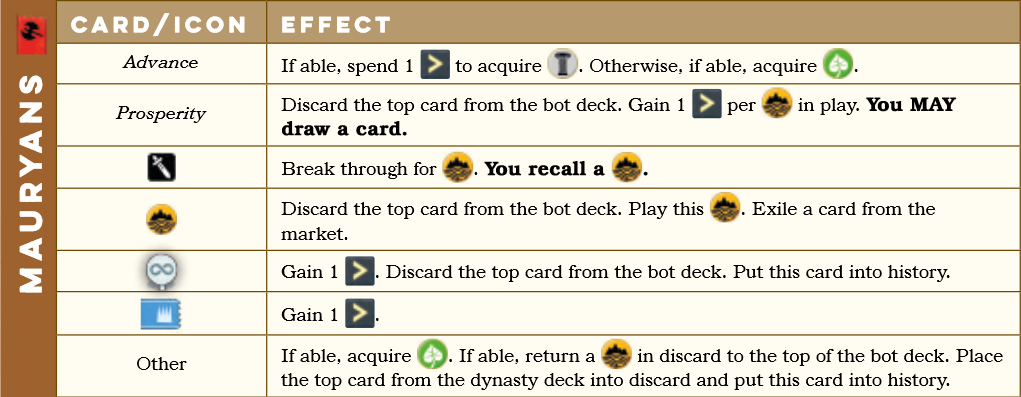 MAURYANS
CARD/ICON EFFECT
Advance If able, spend 1 > to acquire . Otherwise, if able, acquire .
Prosperity Discard the top card from the bot deck. Gain 1 > per in play. You MAY
draw a card.
Break through for . You recall a .
Discard the top card from the bot deck. Play this . Exile a card from the
market.
Gain 1 > . Discard the top card from the bot deck. Put this card into history.
Gain 1 > .
Other If able, acquire . If able, return a in discard to the top of the bot deck. Place
the top card from the dynasty deck into discard and put this card into history.